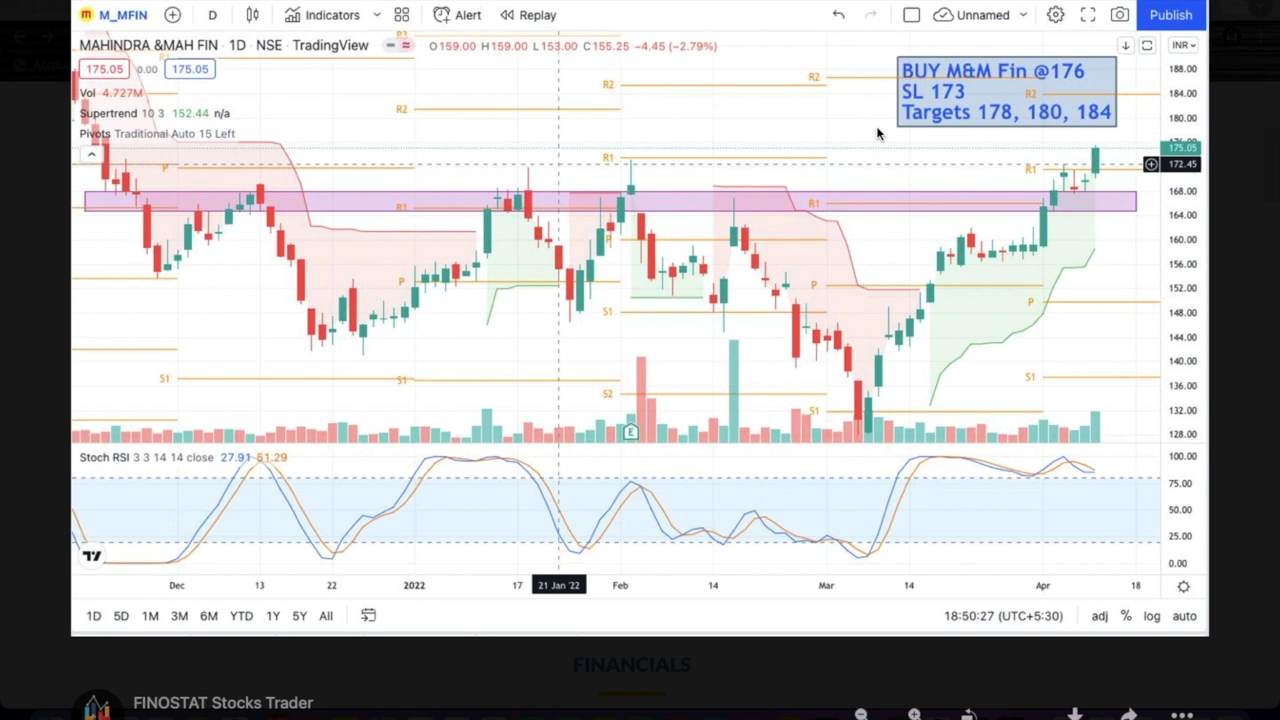 M_MFIN
D
Indicators
Alert
Replay
Unnamed
Publish
MAHINDRA &MAH FIN · 1D · NSE · TradingView
O159.00 H159.00 L153.00 C155.25 −4.45 (−2.79%)
INR
175.05 0.00 175.05
Vol 4.727M
Supertrend 10 3 152.44 n/a
Pivots Traditional Auto 15 Left
BUY M&M Fin @176
SL 173
Targets 178, 180, 184
R3
R2
R2
R2
R2
R1
R1
R1
R1
P
P
P
P
P
S1
S1
S1
S1
S1
S2
E
188.00
184.00
180.00
175.05
172.45
168.00
164.00
160.00
156.00
152.00
148.00
144.00
140.00
136.00
132.00
128.00
Stoch RSI 3 3 14 14 close 27.91 51.29
100.00
75.00
50.00
25.00
0.00
Dec 13 22 2022 17 21 Jan '22 Feb 14 Mar 14 Apr 18
1D 5D 1M 3M 6M YTD 1Y 5Y All
18:50:27 (UTC+5:30) adj % log auto
FINANCIALS
FINOSTAT Stocks Trader